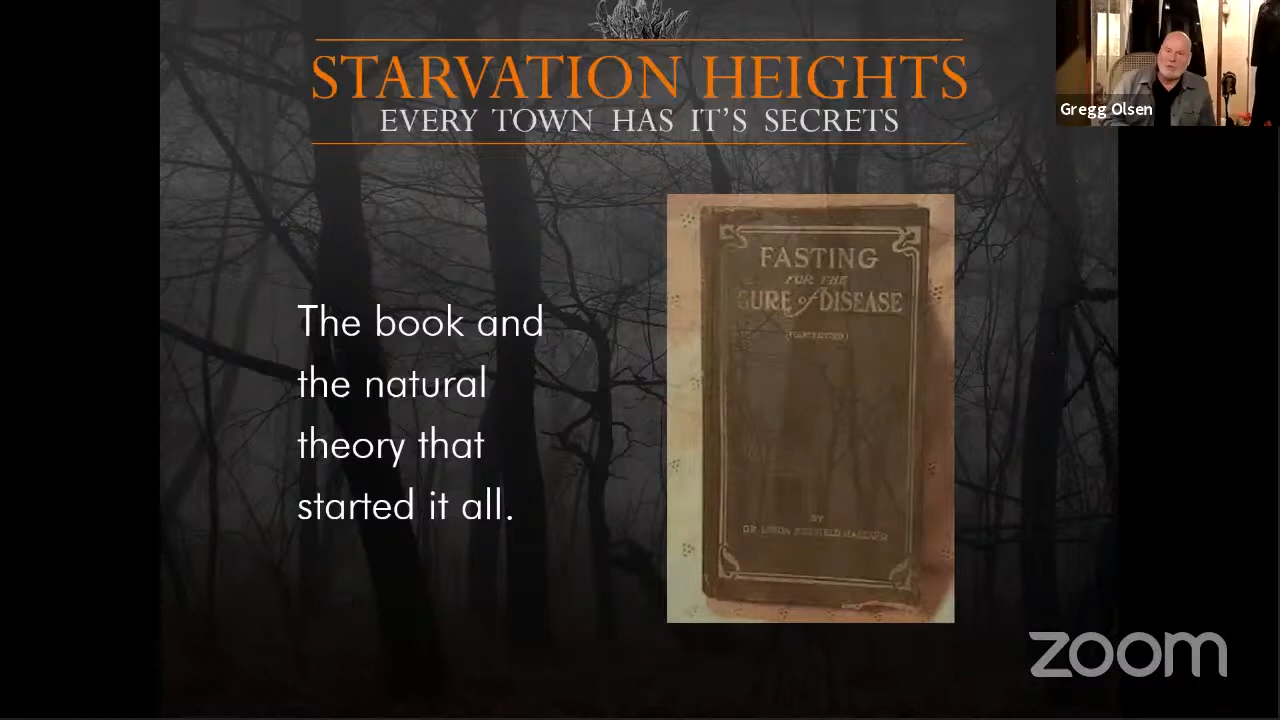 STARVATION HEIGHTS
EVERY TOWN HAS IT'S SECRETS
Gregg Olsen
The book and
the natural
theory that
started it all.
FASTING
FOR THE
CURE of DISEASE
BY
zoom